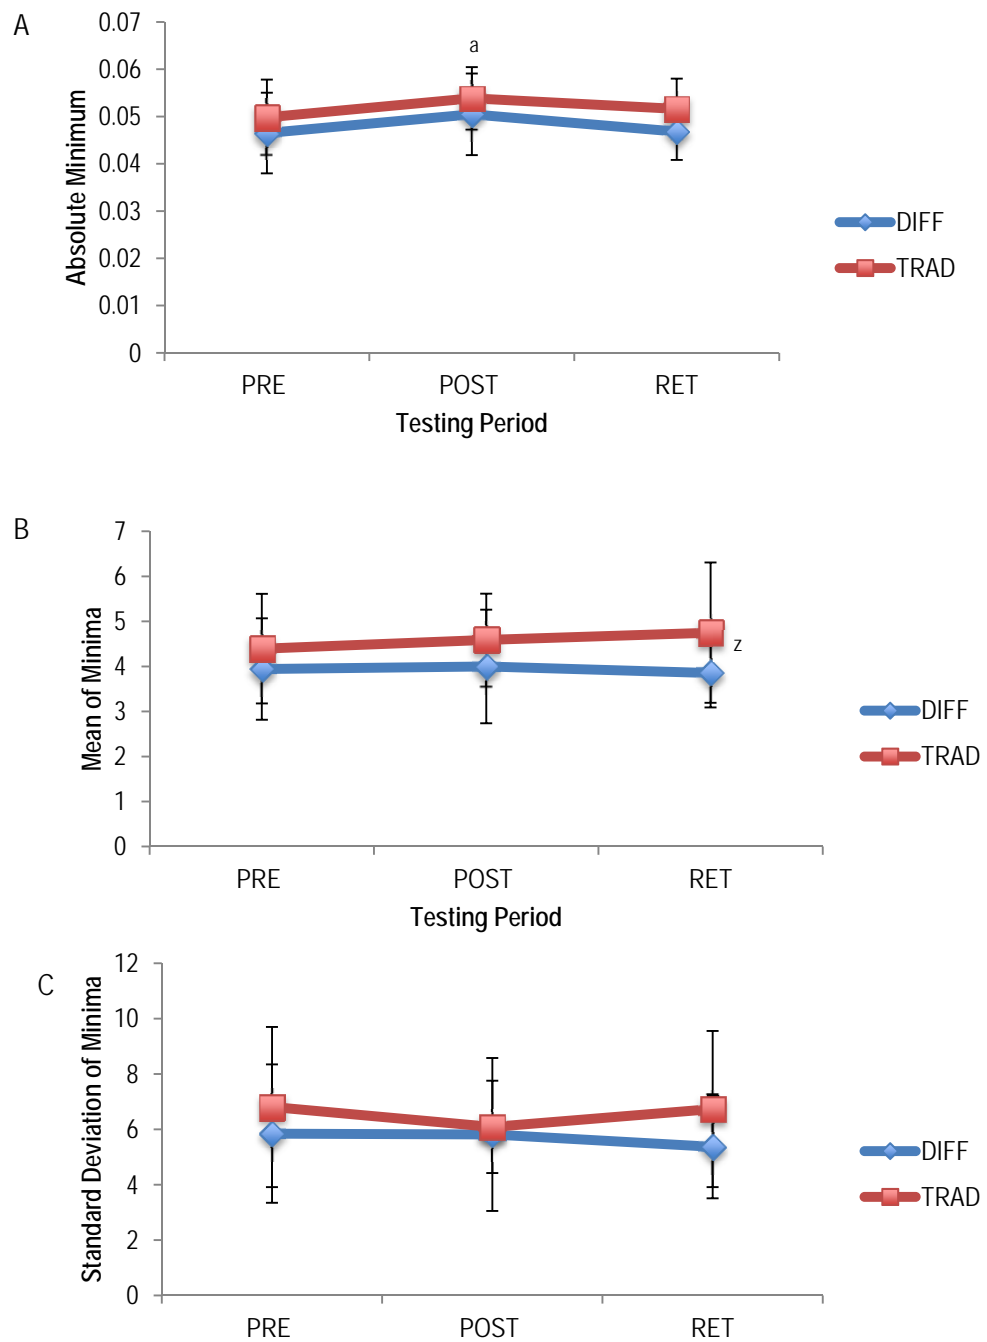 A
0.07
0.06
0.05
0.04
0.03
0.02
0.01
0
Absolute Minimum
a
PRE POST RET
Testing Period
DIFF
TRAD
B
7
6
5
4
3
2
1
0
Mean of Minima
z
PRE POST RET
Testing Period
DIFF
TRAD
C
12
10
8
6
4
2
0
Standard Deviation of Minima
PRE POST RET
DIFF
TRAD